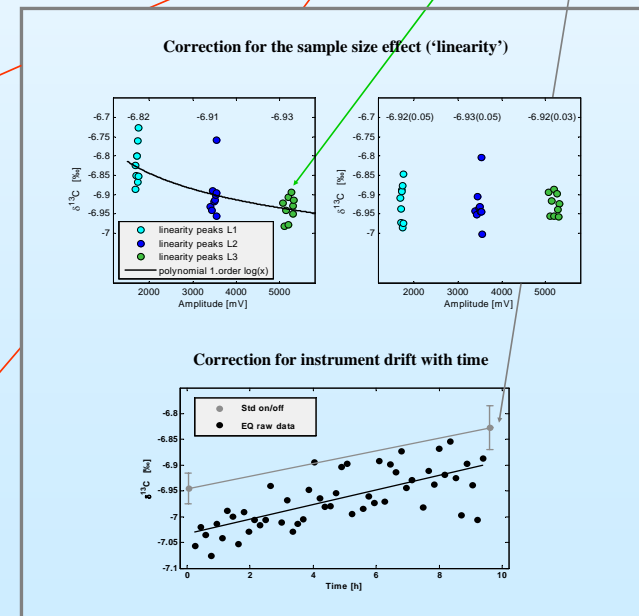 Correction for the sample size effect (‘linearity’)
-6.82 -6.91 -6.93
-6.7
-6.75
-6.8
-6.85
-6.9
-6.95
-7
δ13C [‰]
linearity peaks L1
linearity peaks L2
linearity peaks L3
polynomial 1.order log(x)
2000 3000 4000 5000
Amplitude [mV]
-6.92(0.05) -6.93(0.05) -6.92(0.03)
-6.7
-6.75
-6.8
-6.85
-6.9
-6.95
-7
δ13C [‰]
2000 3000 4000 5000
Amplitude [mV]
Correction for instrument drift with time
Std on/off
EQ raw data
-6.8
-6.85
-6.9
-6.95
-7
-7.05
-7.1
δ13C [‰]
0 2 4 6 8 10
Time [h]